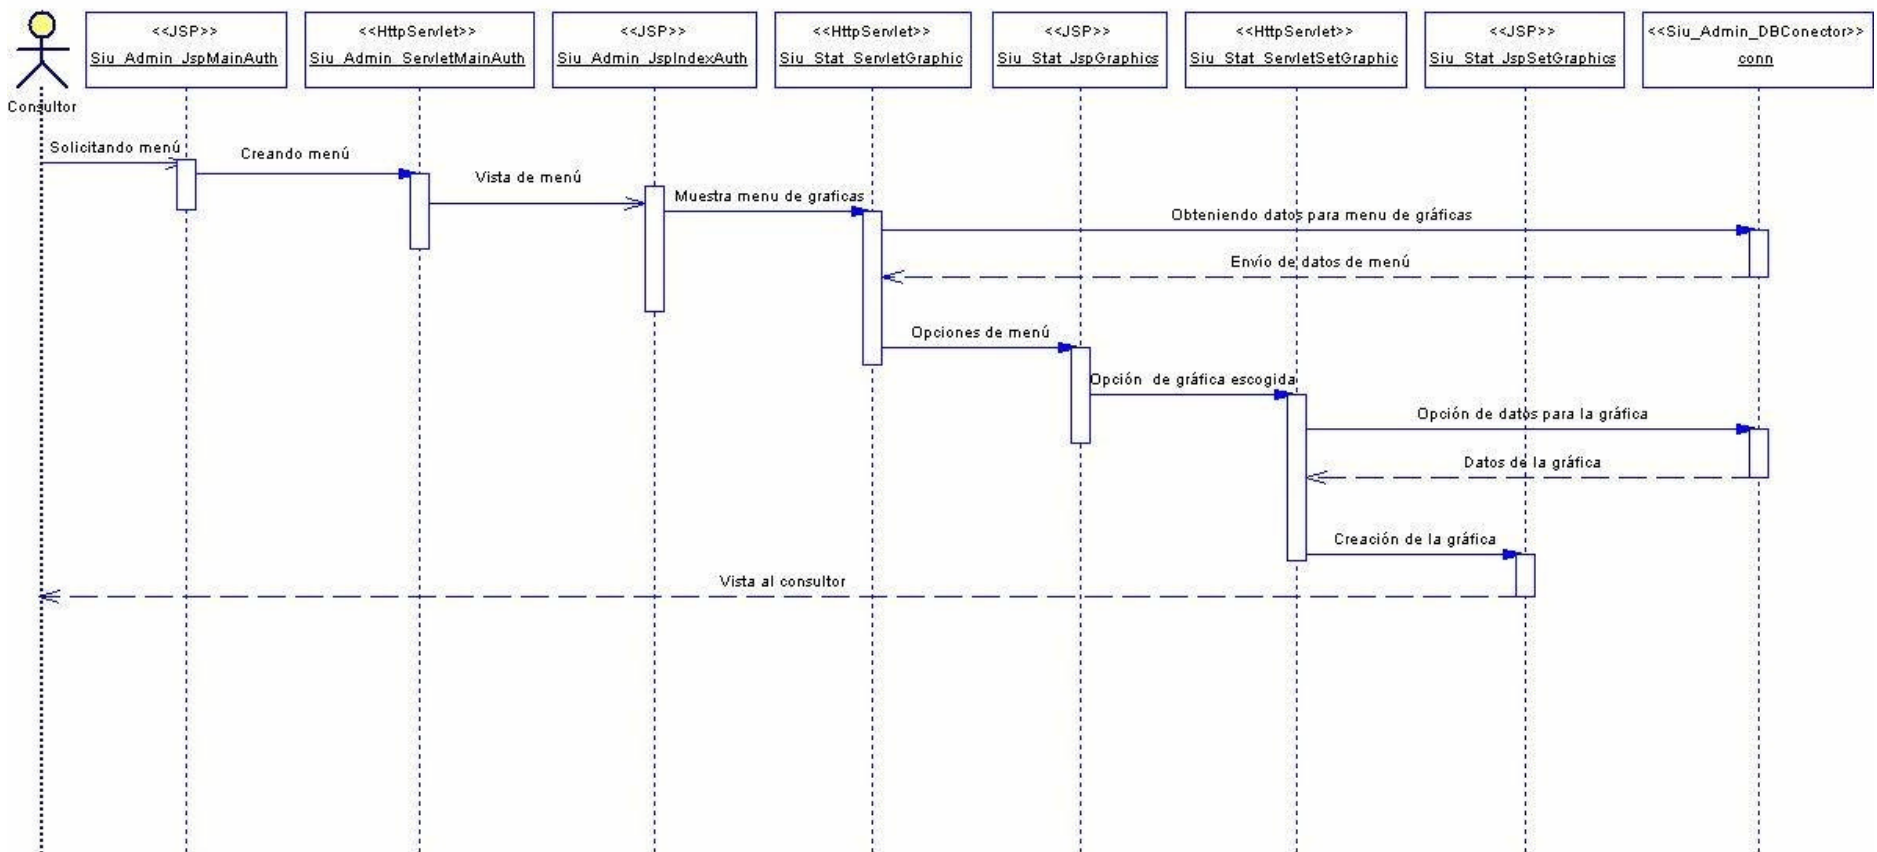 <<JSP>>
Siu_Admin_JspMainAuth
<<HttpServlet>>
Siu_Admin_ServletMainAuth
<<JSP>>
Siu_Admin_JspIndexAuth
<<HttpServlet>>
Siu_Stat_ServletGraphic
<<JSP>>
Siu_Stat_JspGraphics
<<HttpServlet>>
Siu_Stat_ServletSetGraphic
<<JSP>>
Siu_Stat_JspSetGraphics
<<Siu_Admin_DBConector>>
conn
Consultor
Solicitando menú
Creando menú
Vista de menú
Muestra menu de graficas
Obteniendo datos para menu de gráficas
Envío de datos de menú
Opciones de menú
Opción de gráfica escogida
Opción de datos para la gráfica
Datos de la gráfica
Creación de la gráfica
Vista al consultor